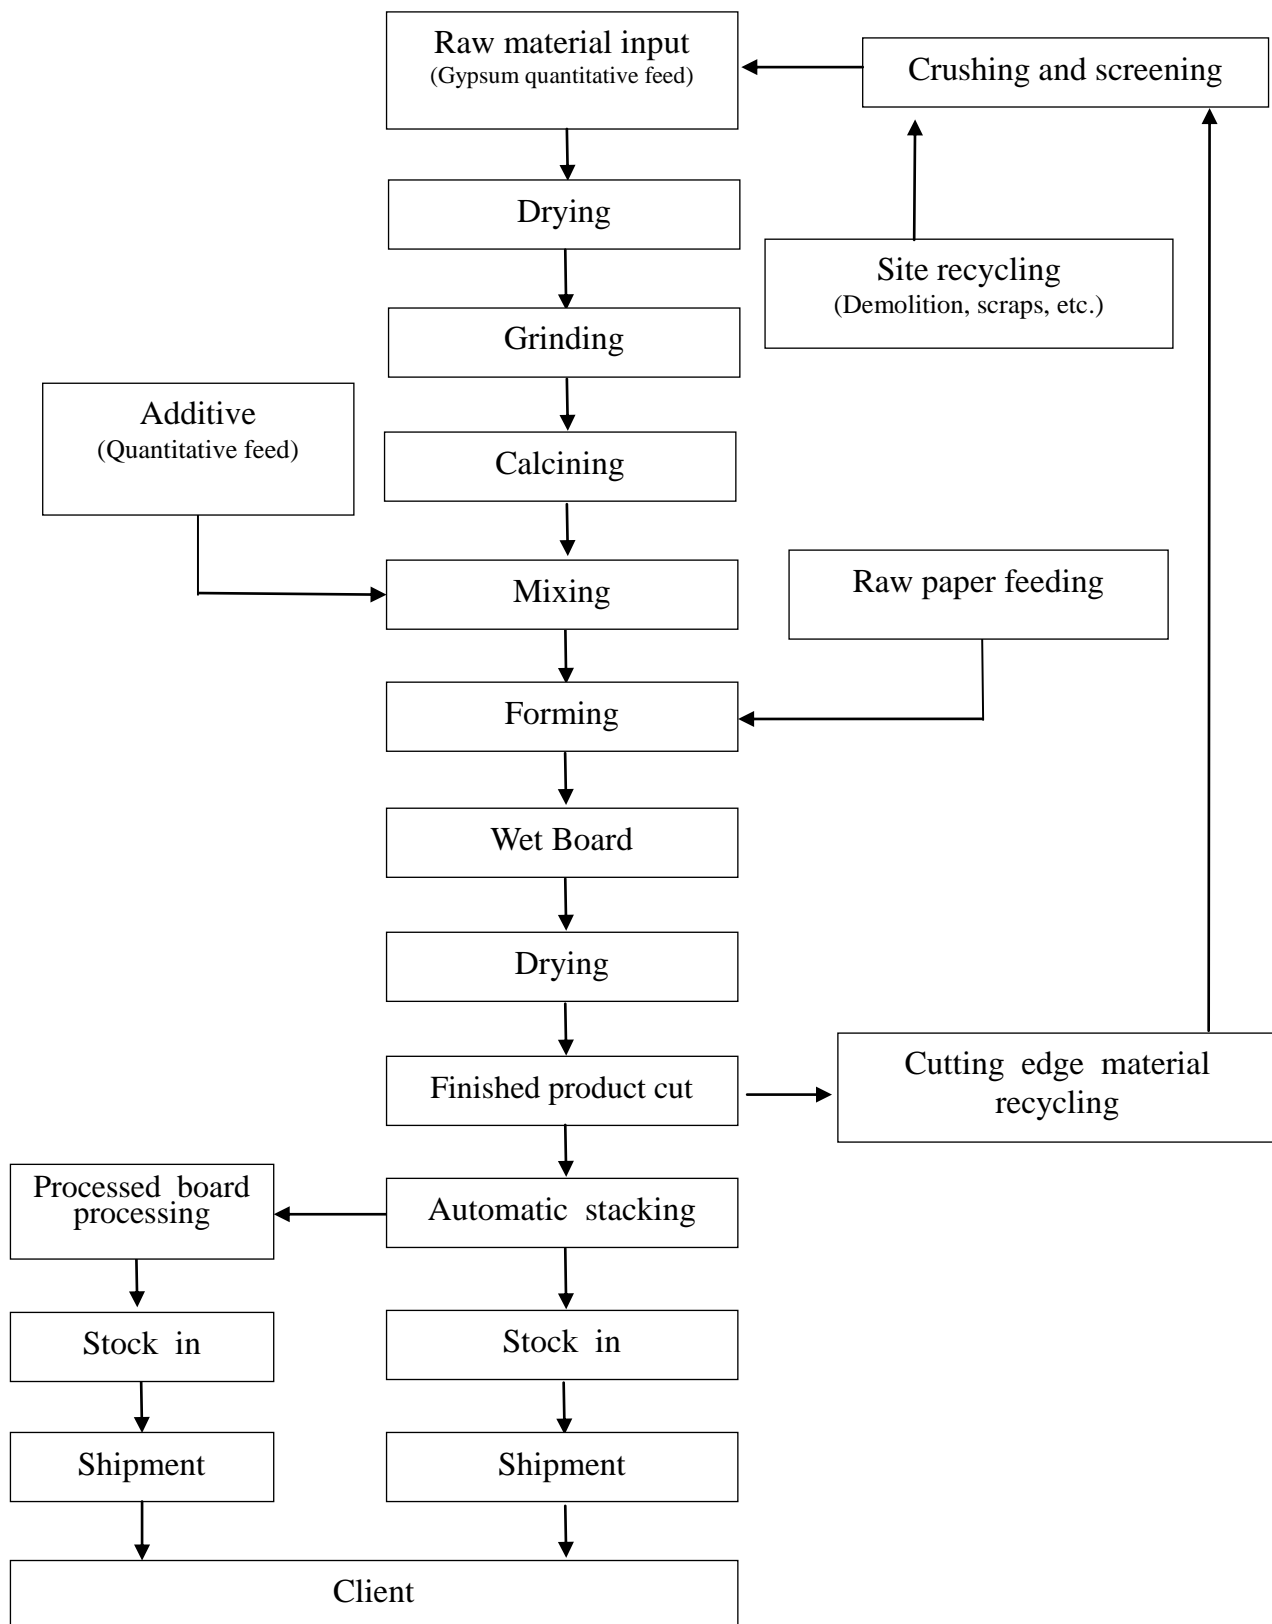 Raw material input
(Gypsum quantitative feed)
Crushing and screening
Drying
Site recycling
(Demolition, scraps, etc.)
Grinding
Additive
(Quantitative feed)
Calcining
Raw paper feeding
Mixing
Forming
Wet Board
Drying
Cutting edge material
recycling
Finished product cut
Processed board
processing
Automatic stacking
Stock in
Stock in
Shipment
Shipment
Client